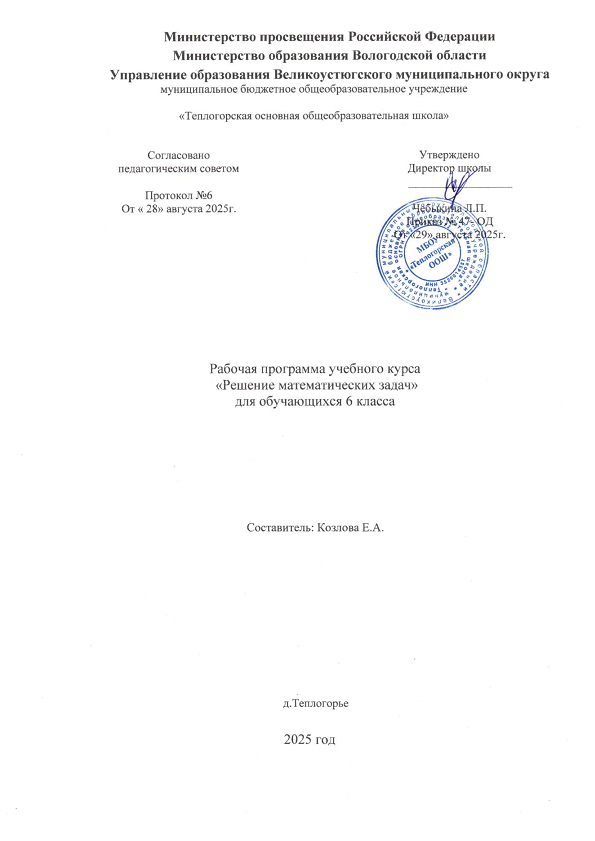 Министерство просвещения Российской Федерации
Министерство образования Вологодской области
Управление образования Великоустюгского муниципального округа
муниципальное бюджетное общеобразовательное учреждение
«Теплогорская основная общеобразовательная школа»
Согласовано
педагогическим советом
Протокол №6
От « 28» августа 2025г.
Утверждено
Директор школы
Чебыкина Л.П.
Приказ № 47- ОД
От «29» августа 2025г.
МБОУ
«Теплогорская
ООШ»
Рабочая программа учебного курса
«Решение математических задач»
для обучающихся 6 класса
Составитель: Козлова Е.А.
д.Теплогорье
2025 год